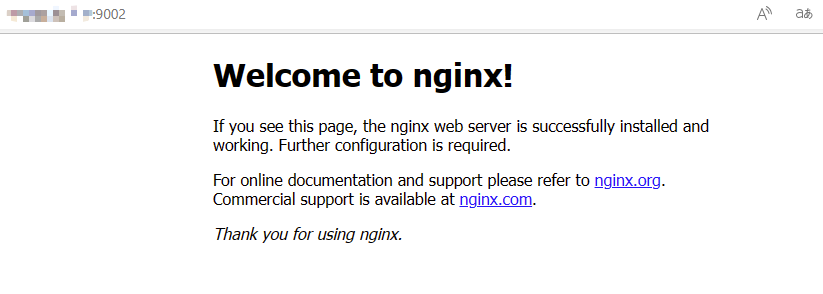 :9002
Welcome to nginx!
If you see this page, the nginx web server is successfully installed and
working. Further configuration is required.
For online documentation and support please refer to nginx.org.
Commercial support is available at nginx.com.
Thank you for using nginx.